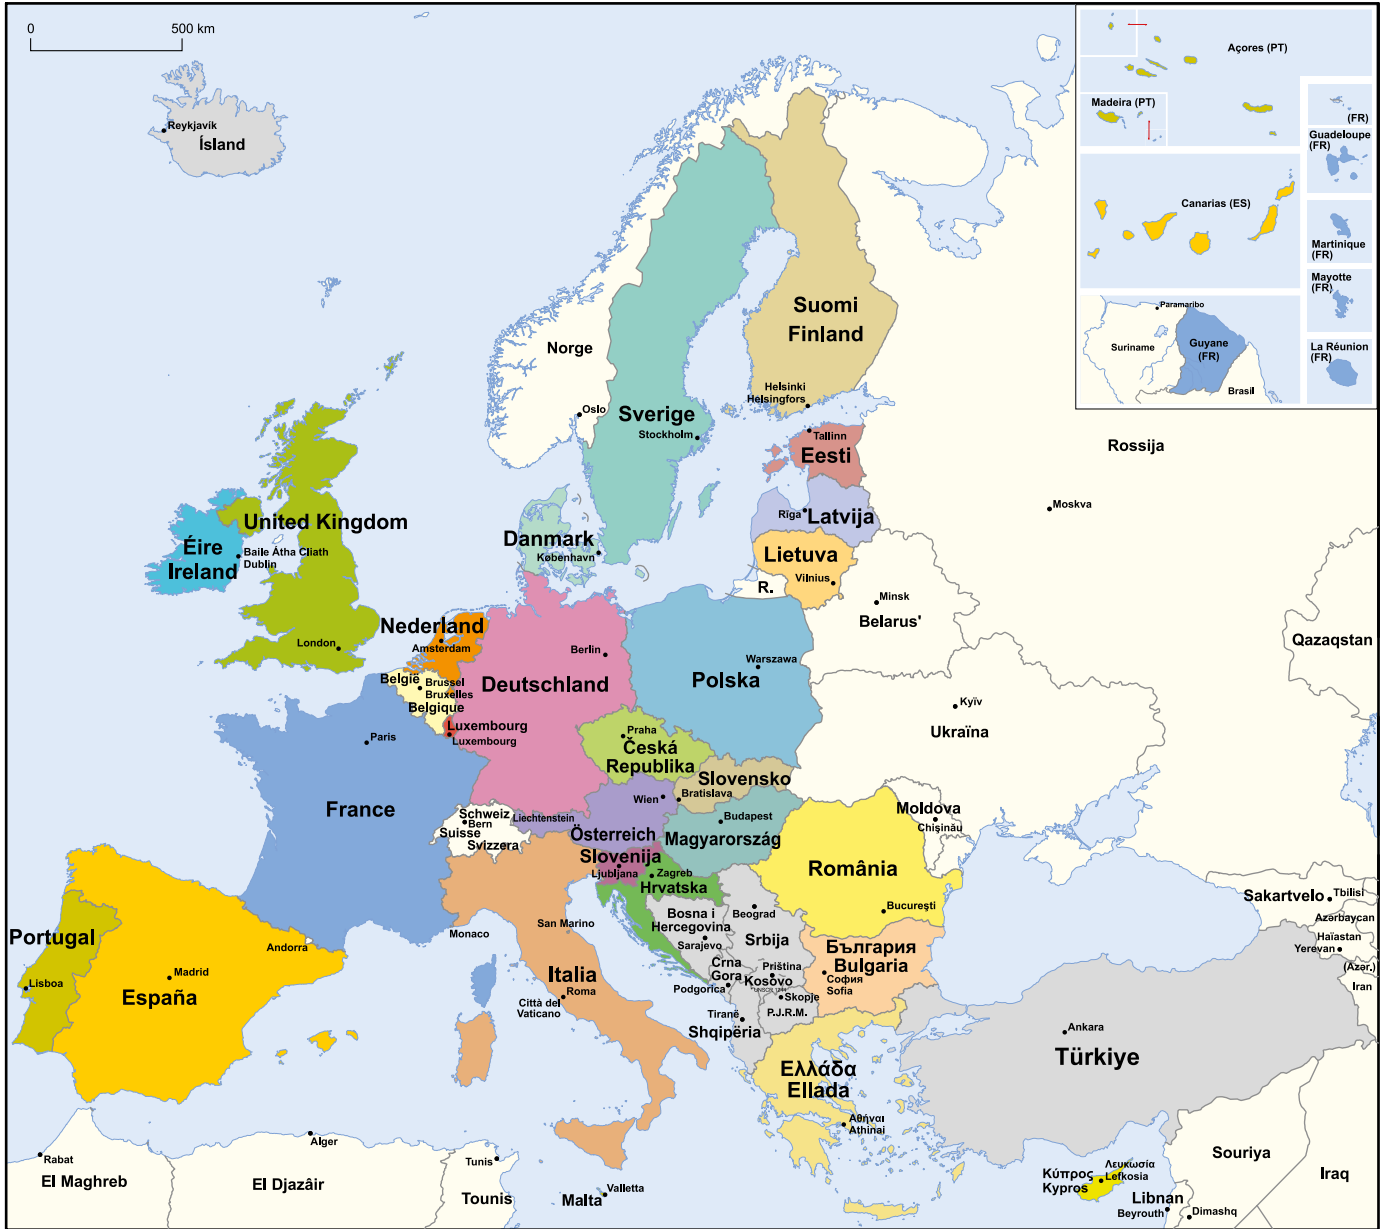 0
500 km
Reykjavík
Ísland
Norge
Oslo
Sverige
Stockholm
Suomi
Finland
Helsinki
Helsingfors
Tallinn
Eesti
Rīga
Latvija
Lietuva
Vilnius
R.
Rossija
Moskva
Minsk
Belarus'
Qazaqstan
Danmark
København
United Kingdom
London
Éire
Ireland
Baile Átha Cliath
Dublin
Nederland
Amsterdam
België
Brussel
Bruxelles
Belgique
Luxembourg
Luxembourg
Deutschland
Berlin
Polska
Warszawa
Kyïv
Ukraïna
Praha
Česká
Republika
Slovensko
Bratislava
Wien
Österreich
Liechtenstein
Budapest
Magyarország
Moldova
Chişinău
Paris
France
Schweiz
Bern
Suisse
Svizzera
Slovenija
Ljubljana
Zagreb
Hrvatska
România
Bucureşti
Bosna i
Hercegovina
Sarajevo
Beograd
Srbija
Crna
Gora
Podgorica
Priština
Kosovo
UNSCR 1244
Skopje
P.J.R.M.
Tiranë
Shqipëria
България
Bulgaria
София
Sofia
Ελλάδα
Ellada
Αθήναι
Athinai
Italia
Roma
San Marino
Città del
Vaticano
Monaco
Andorra
Portugal
Lisboa
España
Madrid
Malta
Valletta
Türkiye
Ankara
Sakartvelo
Tbilisi
Azərbaycan
Haïastan
Yerevan
(Azər.)
Iran
Κύπρος
Kypros
Λευκωσία
Lefkosia
Libnan
Beyrouth
Dimashq
Souriya
Iraq
Rabat
El Maghreb
Alger
El Djazâir
Tunis
Tounis
Açores (PT)
Madeira (PT)
Canarias (ES)
(FR)
Guadeloupe
(FR)
Martinique
(FR)
Mayotte
(FR)
La Réunion
(FR)
Paramaribo
Suriname
Guyane
(FR)
Brasil